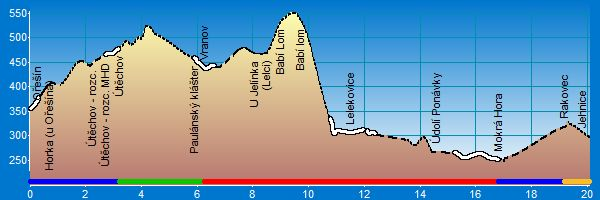 550
500
450
400
350
300
250
Ořešín
Horka (u Ořešína)
Útěchov - rozc.
Útěchov - rozc. MHD
Útěchov
Paulánský klášter
Vranov
U Jelínka
(Lelci)
Babí Lom
Babí lom
Lelekovice
Údolí Ponávky
Mokrá Hora
Rakovec
Jehnice
0 2 4 6 8 10 12 14 16 18 20